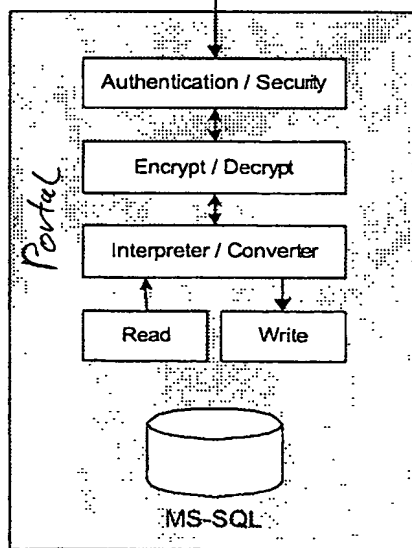 Authentication / Security
Encrypt / Decrypt
Portal
Interpreter / Converter
Read
Write
MS-SQL